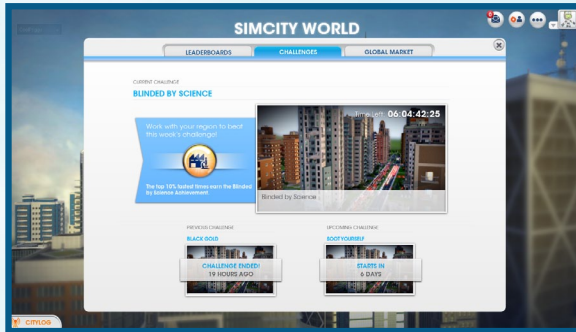 SIMCITY WORLD
LEADERBOARDS
CHALLENGES
GLOBAL MARKET
CURRENT CHALLENGE
BLINDED BY SCIENCE
Work with your region to beat
this week's challenge!
The top 10% fastest times earn the Blinded
by Science Achievement.
Time Left 06:04:42:25
Blinded by Science
PREVIOUS CHALLENGE
BLACK GOLD
CHALLENGE ENDED!
19 HOURS AGO
UPCOMING CHALLENGE
BOOT YOURSELF
STARTS IN
6 DAYS
CITYLOG